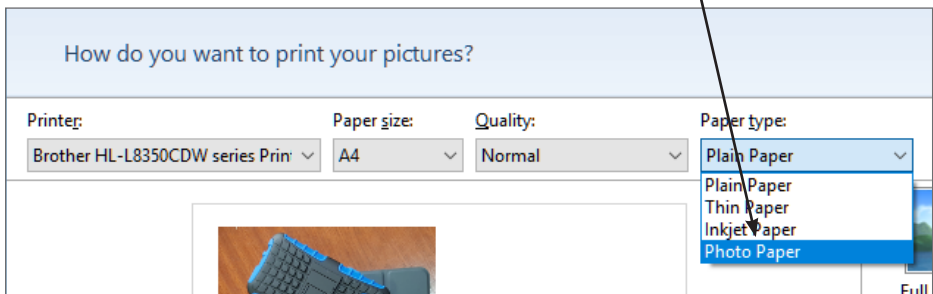 How do you want to print your pictures?
Printer: Paper size: Quality: Paper type:
Brother HL-L8350CDW series Prin A4 Normal Plain Paper
Plain Paper
Thin Paper
Inkjet Paper
Photo Paper
Full